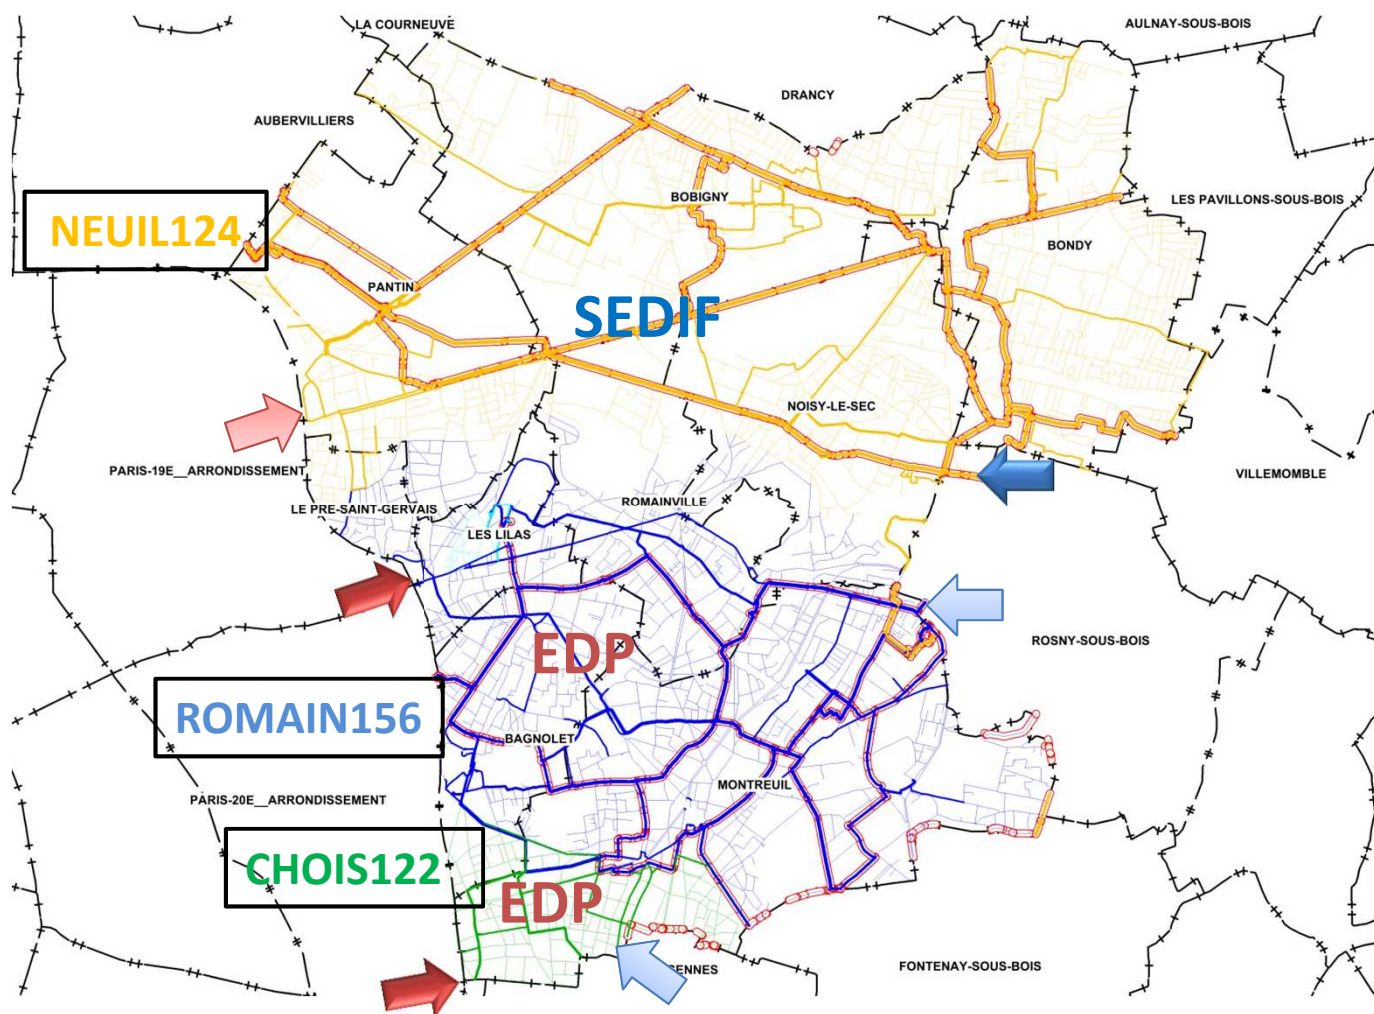 LA COURNEUVE
AULNAY-SOUS-BOIS
DRANCY
AUBERVILLIERS
BOBIGNY
LES PAVILLONS-SOUS-BOIS
NEUIL124
BONDY
PANTIN
SEDIF
NOISY-LE-SEC
PARIS-19E__ARRONDISSEMENT
VILLEMOMBLE
ROMAINVILLE
LE PRE-SAINT-GERVAIS
LES LILAS
EDP
ROSNY-SOUS-BOIS
ROMAIN156
BAGNOLET
MONTREUIL
PARIS-20E__ARRONDISSEMENT
CHOIS122
EDP
ENNES
FONTENAY-SOUS-BOIS